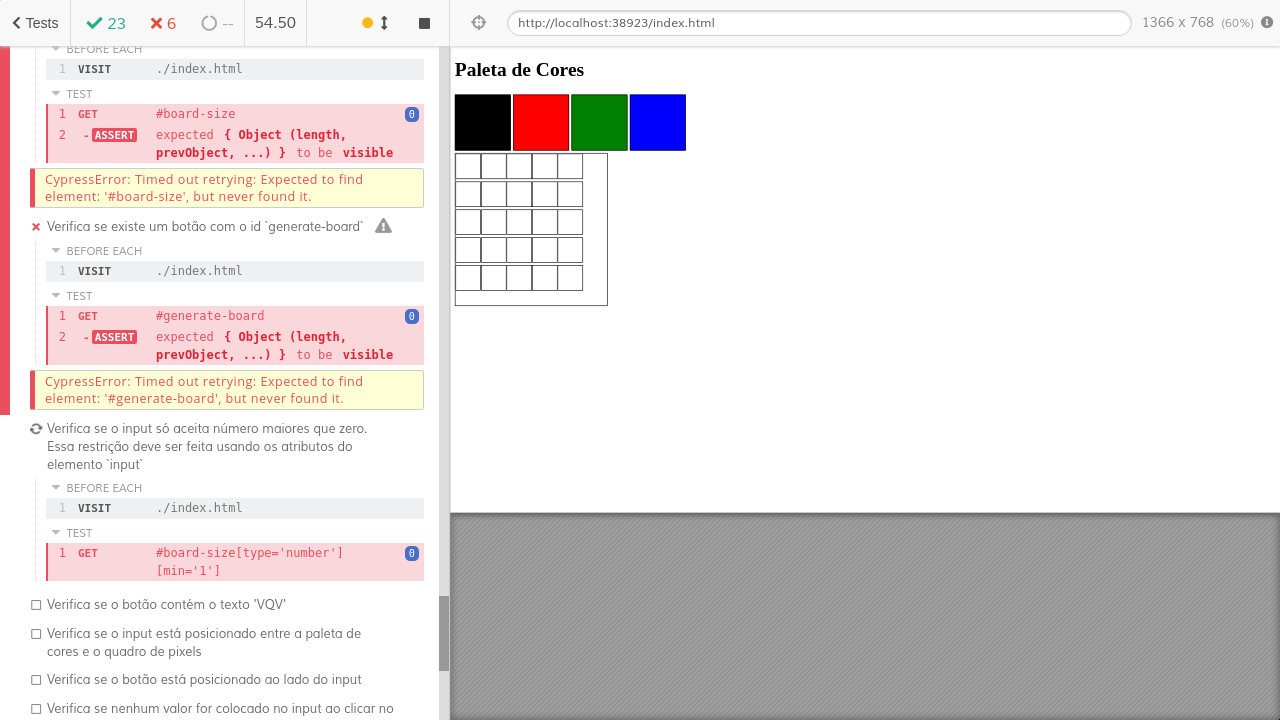 Tests
23
6
--
54.50
http://localhost:38923/index.html
1366 x 768 (60%)
BEFORE EACH
1 VISIT ./index.html
TEST
1 GET #board-size 0
2 -ASSERT expected { Object (length,
prevObject, ...) } to be visible
CypressError: Timed out retrying: Expected to find
element: '#board-size', but never found it.
Verifica se existe um botão com o id `generate-board`
BEFORE EACH
1 VISIT ./index.html
TEST
1 GET #generate-board 0
2 -ASSERT expected { Object (length,
prevObject, ...) } to be visible
CypressError: Timed out retrying: Expected to find
element: '#generate-board', but never found it.
Verifica se o input só aceita número maiores que zero.
Essa restrição deve ser feita usando os atributos do
elemento `input`
BEFORE EACH
1 VISIT ./index.html
TEST
1 GET #board-size[type='number'] 0
[min='1']
Verifica se o botão contém o texto 'VQV'
Verifica se o input está posicionado entre a paleta de
cores e o quadro de pixels
Verifica se o botão está posicionado ao lado do input
Verifica se nenhum valor for colocado no input ao clicar no
Paleta de Cores